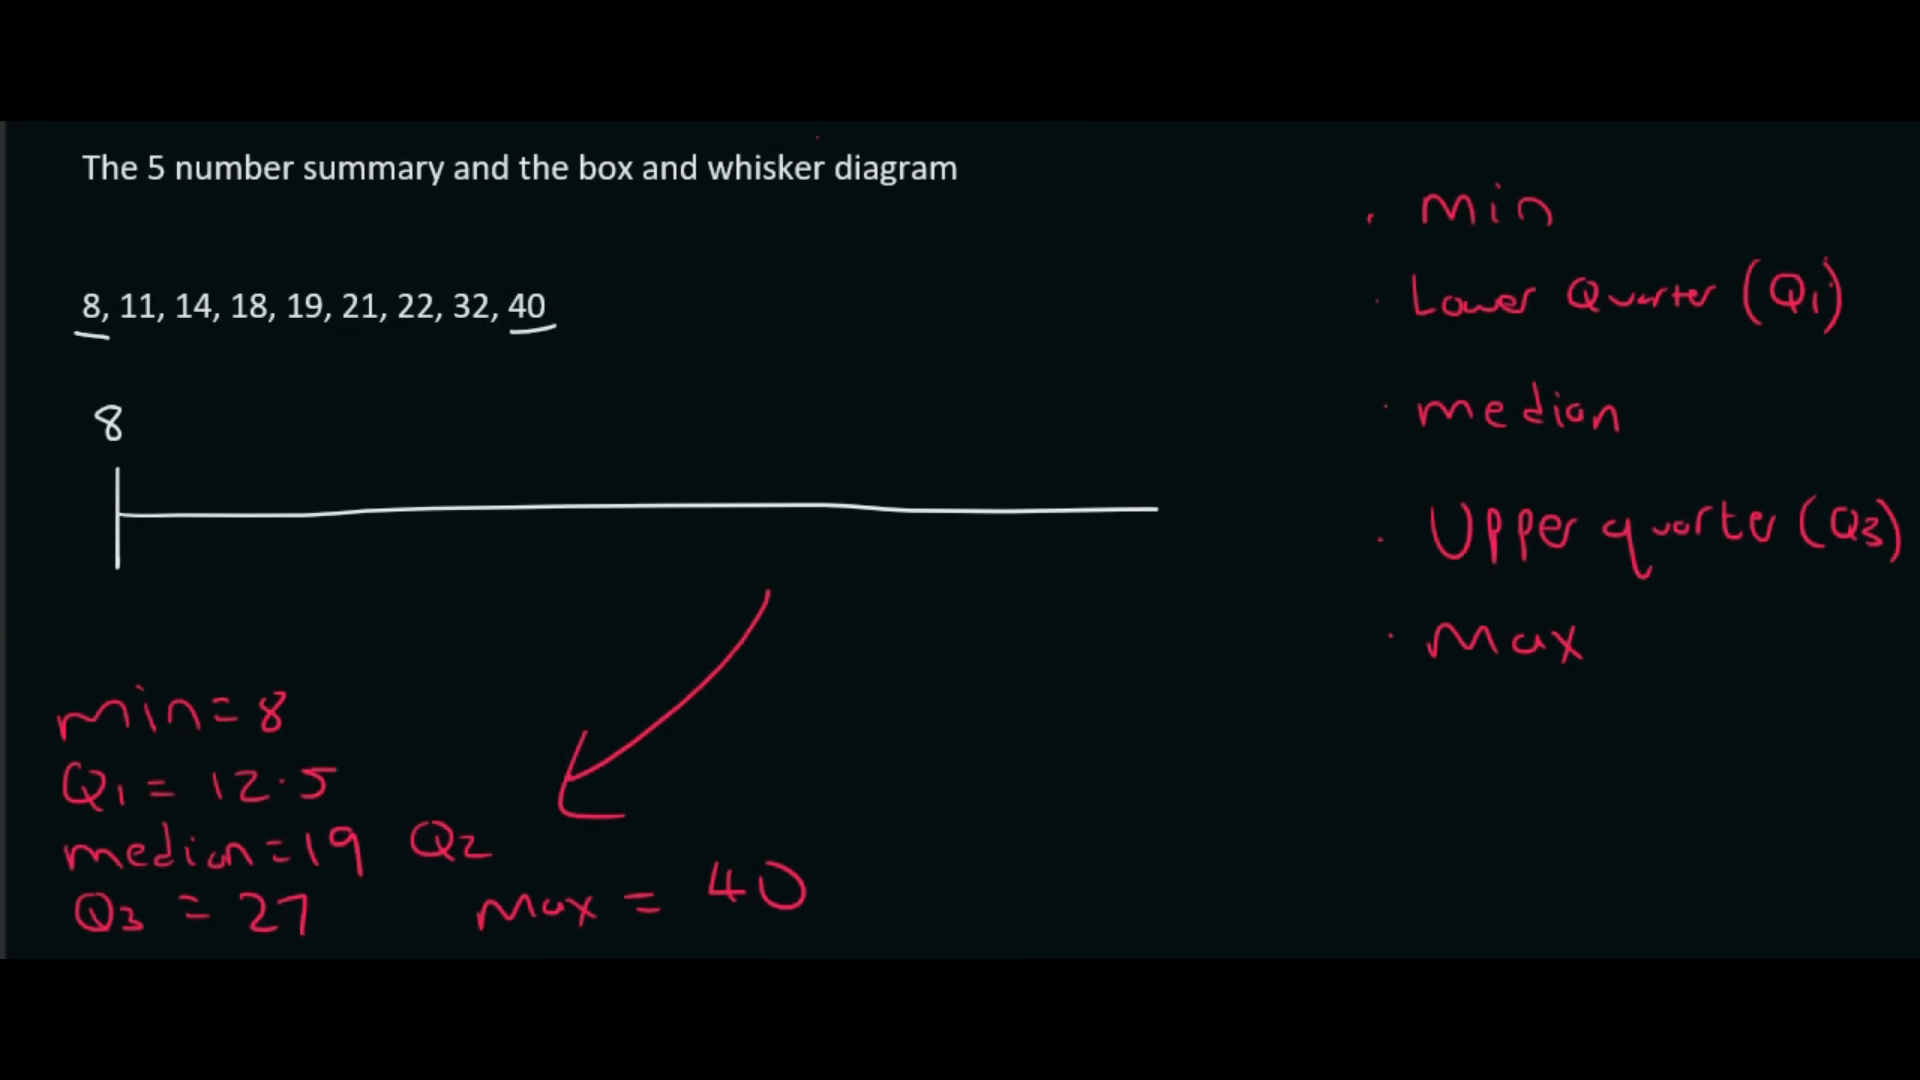 The 5 number summary and the box and whisker diagram
8, 11, 14, 18, 19, 21, 22, 32, 40
8
min = 8
Q1 = 12.5
median = 19 Q2
Q3 = 27
max = 40
· min
· Lower Quarter (Q1)
· median
· Upper quarter (Q3)
· Max